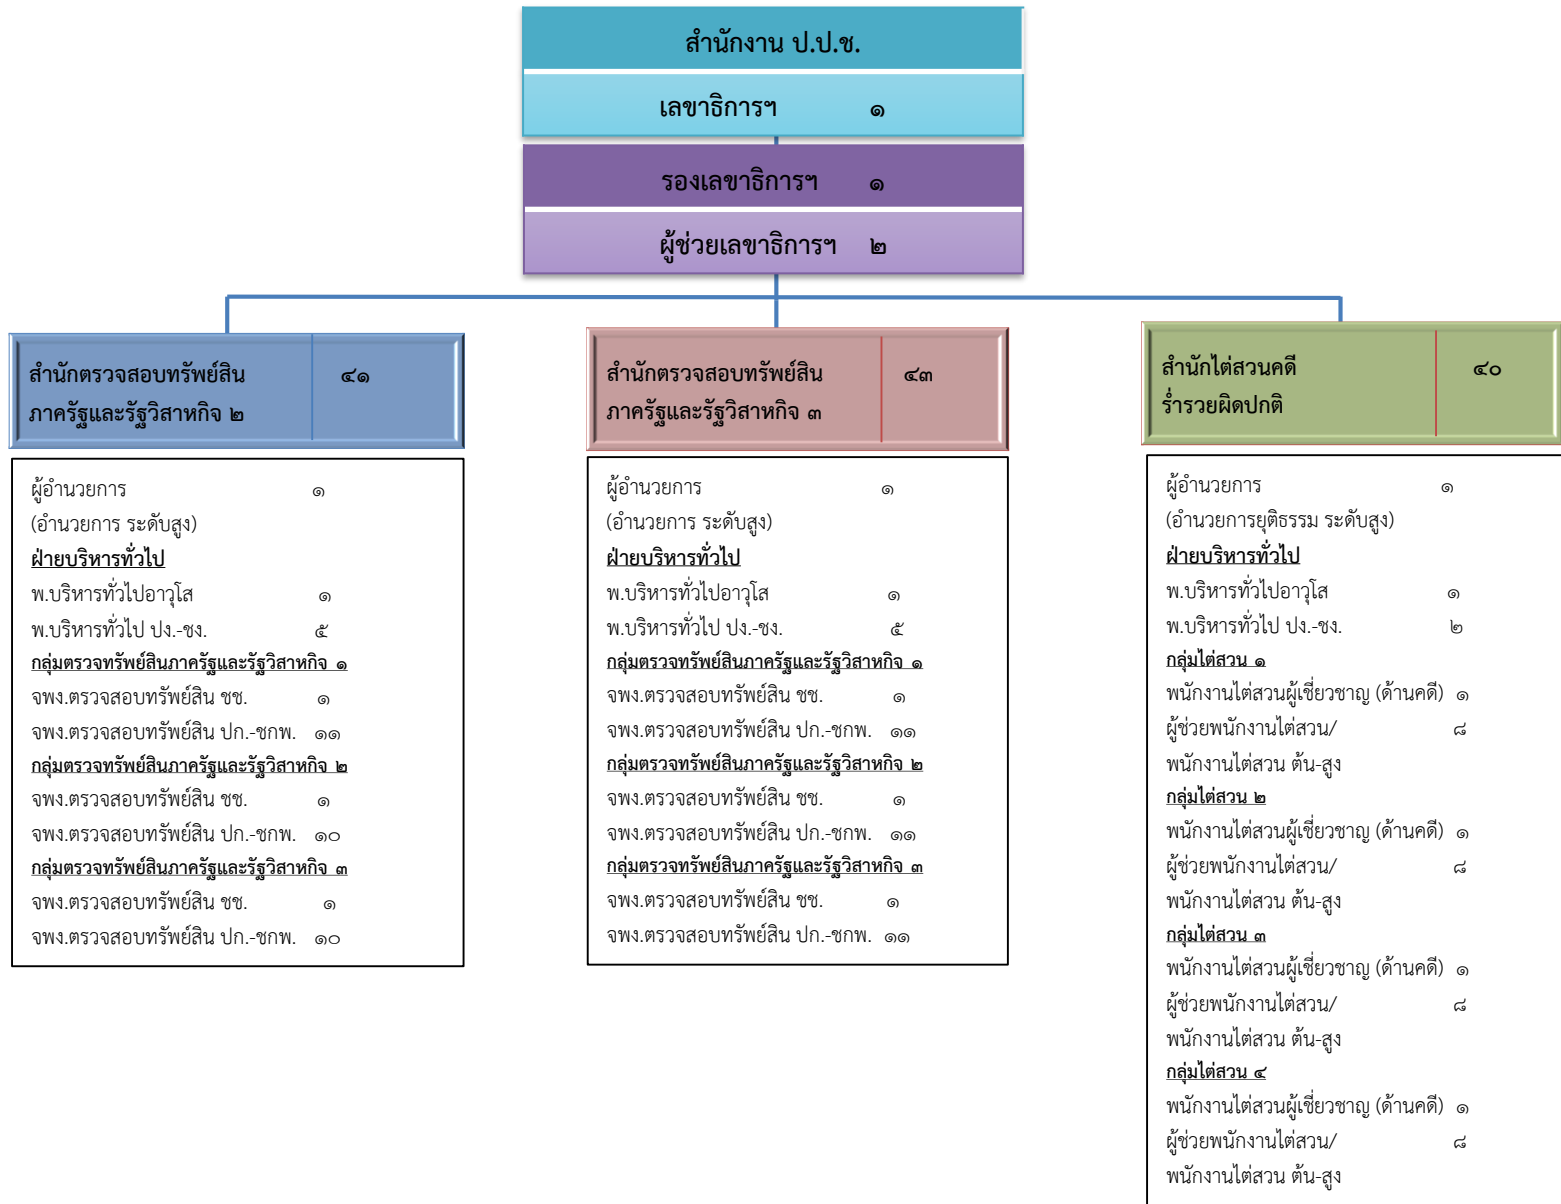 สำนักงาน ป.ป.ช.
เลขาธิการฯ ๑
รองเลขาธิการฯ ๑
ผู้ช่วยเลขาธิการฯ ๒
สำนักตรวจสอบทรัพย์สิน ๔๑
ภาครัฐและรัฐวิสาหกิจ ๒
ผู้อำนวยการ ๑
(อำนวยการ ระดับสูง)
ฝ่ายบริหารทั่วไป
พ.บริหารทั่วไปอาวุโส ๑
พ.บริหารทั่วไป ปง.-ชง. ๕
กลุ่มตรวจทรัพย์สินภาครัฐและรัฐวิสาหกิจ ๑
จพง.ตรวจสอบทรัพย์สิน ชช. ๑
จพง.ตรวจสอบทรัพย์สิน ปก.-ชกพ. ๑๑
กลุ่มตรวจทรัพย์สินภาครัฐและรัฐวิสาหกิจ ๒
จพง.ตรวจสอบทรัพย์สิน ชช. ๑
จพง.ตรวจสอบทรัพย์สิน ปก.-ชกพ. ๑๐
กลุ่มตรวจทรัพย์สินภาครัฐและรัฐวิสาหกิจ ๓
จพง.ตรวจสอบทรัพย์สิน ชช. ๑
จพง.ตรวจสอบทรัพย์สิน ปก.-ชกพ. ๑๐
สำนักตรวจสอบทรัพย์สิน ๔๓
ภาครัฐและรัฐวิสาหกิจ ๓
ผู้อำนวยการ ๑
(อำนวยการ ระดับสูง)
ฝ่ายบริหารทั่วไป
พ.บริหารทั่วไปอาวุโส ๑
พ.บริหารทั่วไป ปง.-ชง. ๕
กลุ่มตรวจทรัพย์สินภาครัฐและรัฐวิสาหกิจ ๑
จพง.ตรวจสอบทรัพย์สิน ชช. ๑
จพง.ตรวจสอบทรัพย์สิน ปก.-ชกพ. ๑๑
กลุ่มตรวจทรัพย์สินภาครัฐและรัฐวิสาหกิจ ๒
จพง.ตรวจสอบทรัพย์สิน ชช. ๑
จพง.ตรวจสอบทรัพย์สิน ปก.-ชกพ. ๑๑
กลุ่มตรวจทรัพย์สินภาครัฐและรัฐวิสาหกิจ ๓
จพง.ตรวจสอบทรัพย์สิน ชช. ๑
จพง.ตรวจสอบทรัพย์สิน ปก.-ชกพ. ๑๑
สำนักไต่สวนคดี ๔๐
ร่ำรวยผิดปกติ
ผู้อำนวยการ ๑
(อำนวยการยุติธรรม ระดับสูง)
ฝ่ายบริหารทั่วไป
พ.บริหารทั่วไปอาวุโส ๑
พ.บริหารทั่วไป ปง.-ชง. ๒
กลุ่มไต่สวน ๑
พนักงานไต่สวนผู้เชี่ยวชาญ (ด้านคดี) ๑
ผู้ช่วยพนักงานไต่สวน/ ๘
พนักงานไต่สวน ต้น-สูง
กลุ่มไต่สวน ๒
พนักงานไต่สวนผู้เชี่ยวชาญ (ด้านคดี) ๑
ผู้ช่วยพนักงานไต่สวน/ ๘
พนักงานไต่สวน ต้น-สูง
กลุ่มไต่สวน ๓
พนักงานไต่สวนผู้เชี่ยวชาญ (ด้านคดี) ๑
ผู้ช่วยพนักงานไต่สวน/ ๘
พนักงานไต่สวน ต้น-สูง
กลุ่มไต่สวน ๔
พนักงานไต่สวนผู้เชี่ยวชาญ (ด้านคดี) ๑
ผู้ช่วยพนักงานไต่สวน/ ๘
พนักงานไต่สวน ต้น-สูง